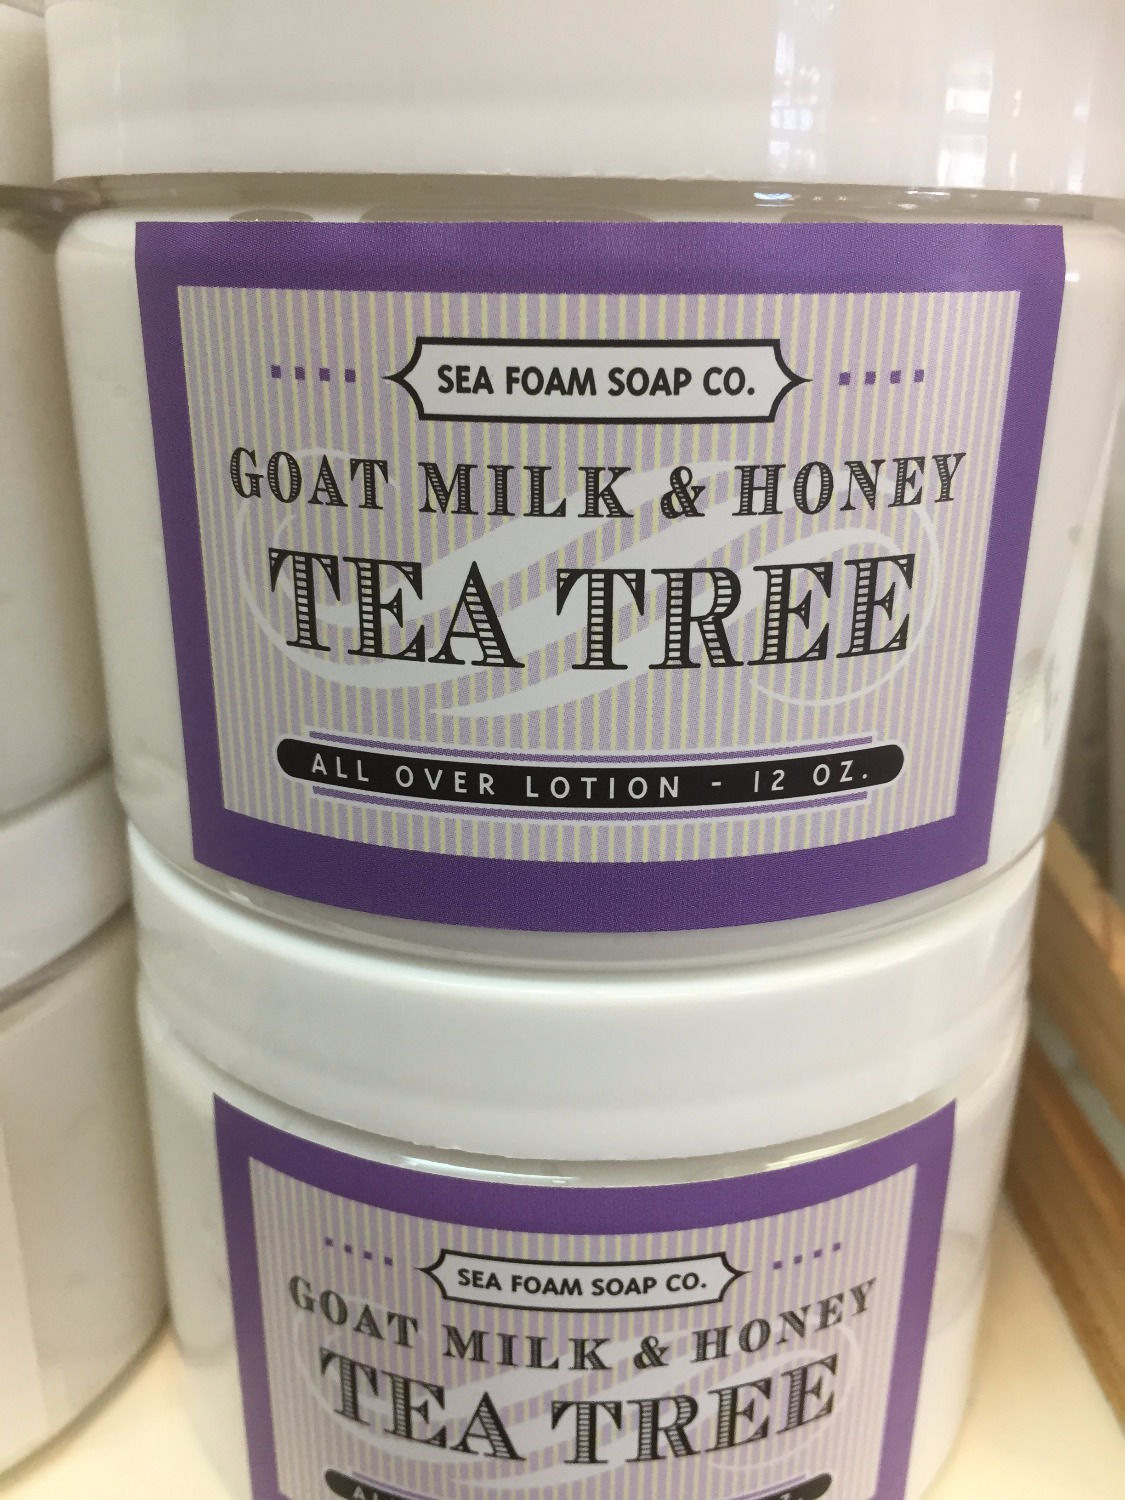 SEA FOAM SOAP CO.
GOAT MILK & HONEY
TEA TREE
ALL OVER LOTION - 12 OZ.
SEA FOAM SOAP CO.
GOAT MILK & HONEY
TEA TREE